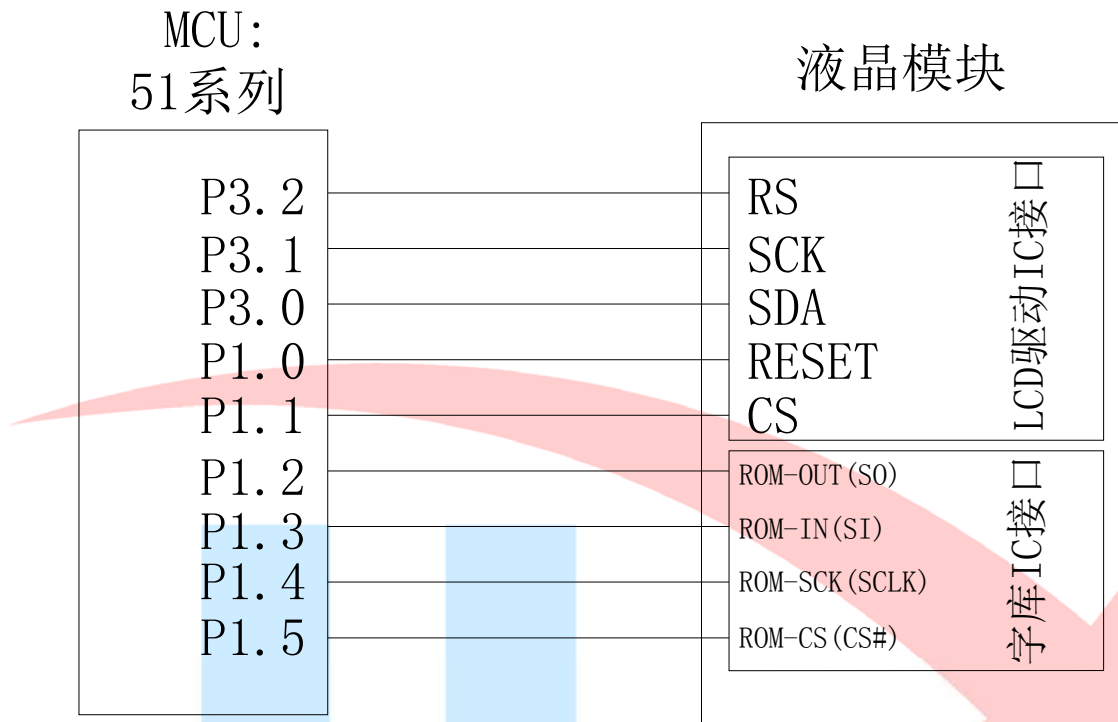 MCU:
51系列
液晶模块
P3.2
P3.1
P3.0
P1.0
P1.1
P1.2
P1.3
P1.4
P1.5
RS
SCK
SDA
RESET
CS
LCD驱动IC接口
ROM-OUT(SO)
ROM-IN(SI)
ROM-SCK(SCLK)
ROM-CS(CS#)
字库IC接口